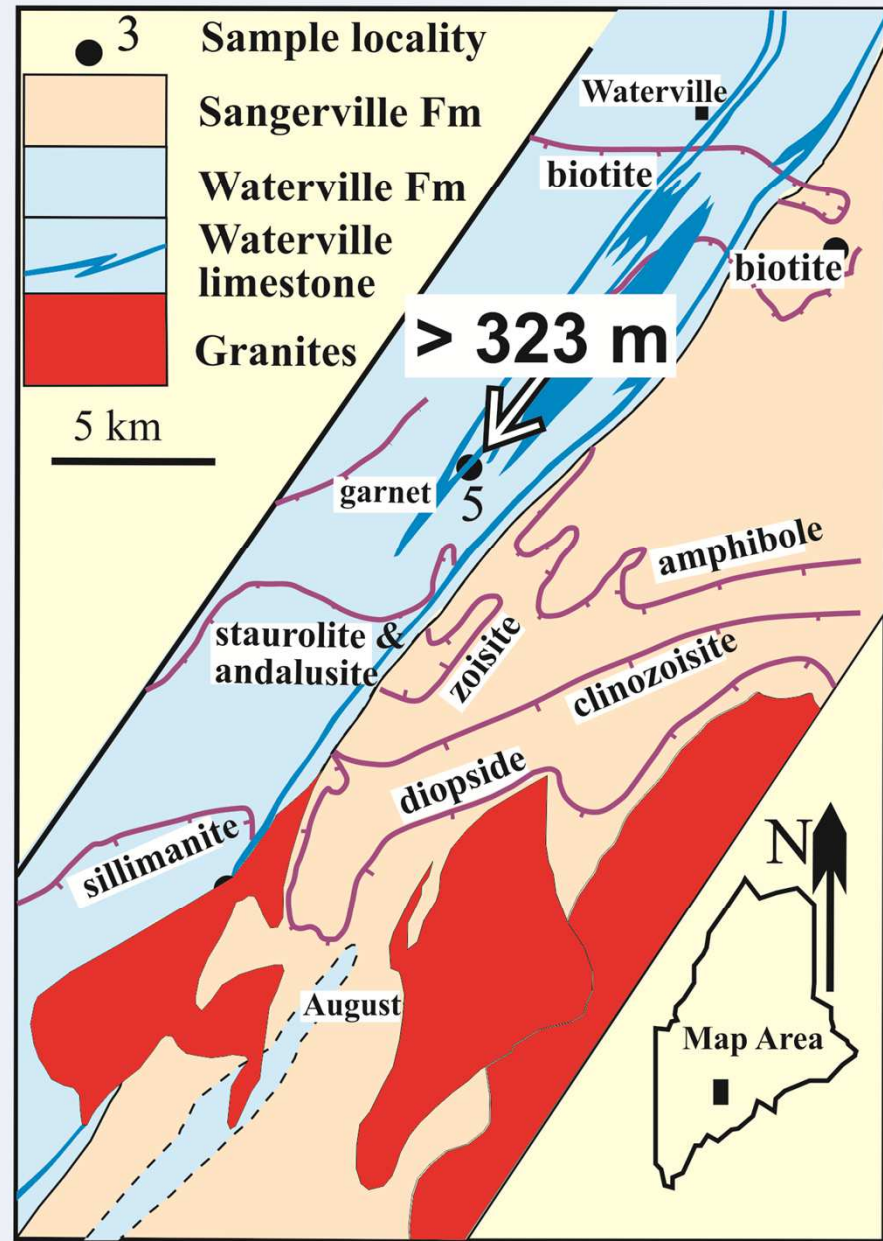 3
Sample locality
Sangerville Fm
Waterville Fm
Waterville
limestone
Granites
5 km
Waterville
biotite
biotite
> 323 m
garnet
5
amphibole
staurolite &
andalusite
zoisite
clinozoisite
diopside
sillimanite
N
August
Map Area